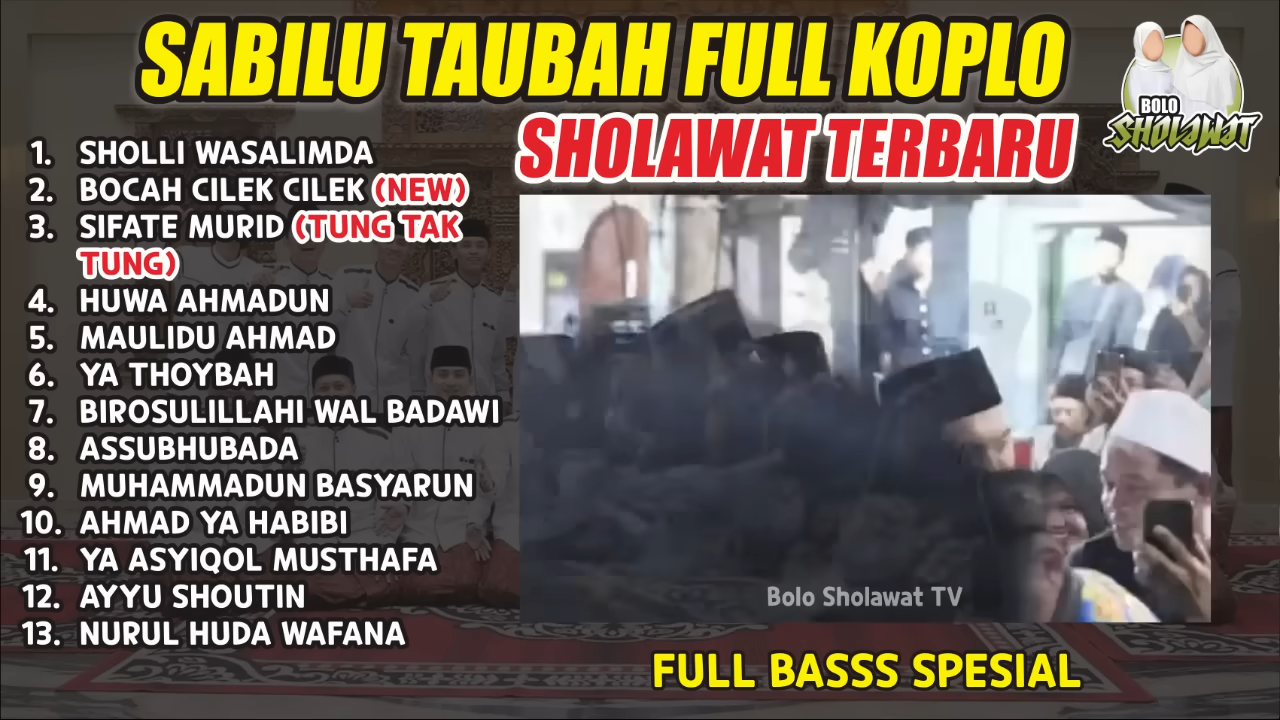 SABILU TAUBAH FULL KOPLO
SHOLAWAT TERBARU
BOLO
SHOLAWAT
1. SHOLLI WASALIMDA
2. BOCAH CILEK CILEK (NEW)
3. SIFATE MURID (TUNG TAK
TUNG)
4. HUWA AHMADUN
5. MAULIDU AHMAD
6. YA THOYBAH
7. BIROSULILLAHI WAL BADAWI
8. ASSUBHUBADA
9. MUHAMMADUN BASYARUN
10. AHMAD YA HABIBI
11. YA ASYIQOL MUSTHAFA
12. AYYU SHOUTIN
13. NURUL HUDA WAFANA
Bolo Sholawat TV
FULL BASSS SPESIAL